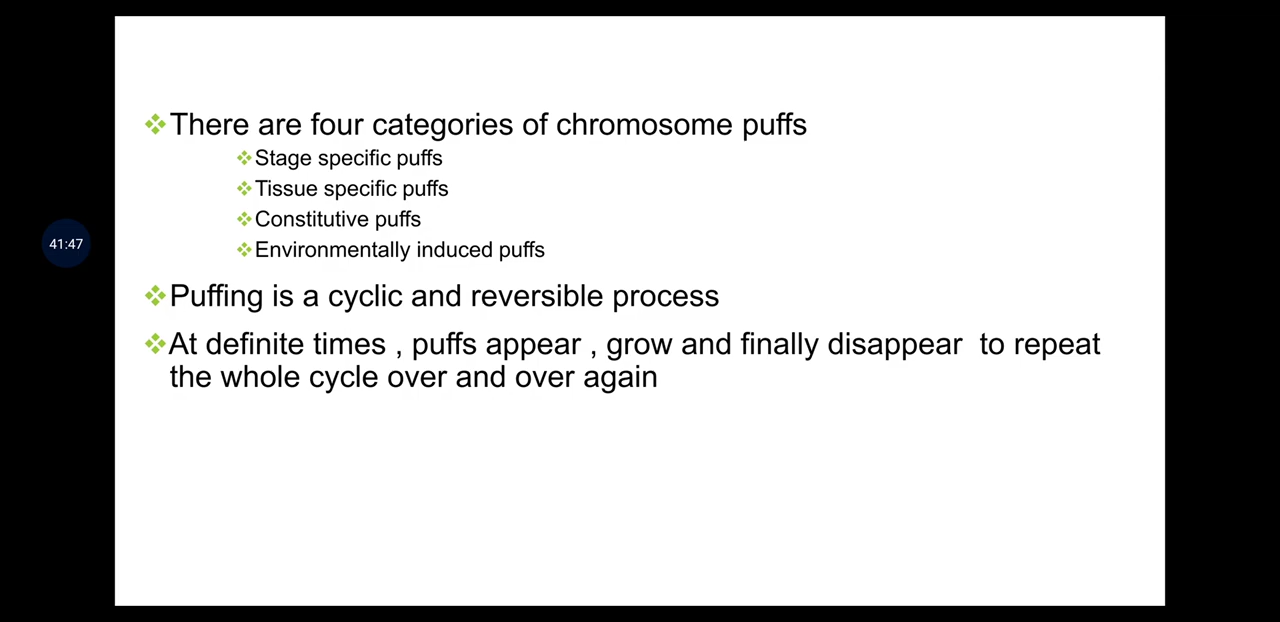 There are four categories of chromosome puffs
Stage specific puffs
Tissue specific puffs
Constitutive puffs
Environmentally induced puffs
41:47
Puffing is a cyclic and reversible process
At definite times , puffs appear , grow and finally disappear  to repeat
the whole cycle over and over again